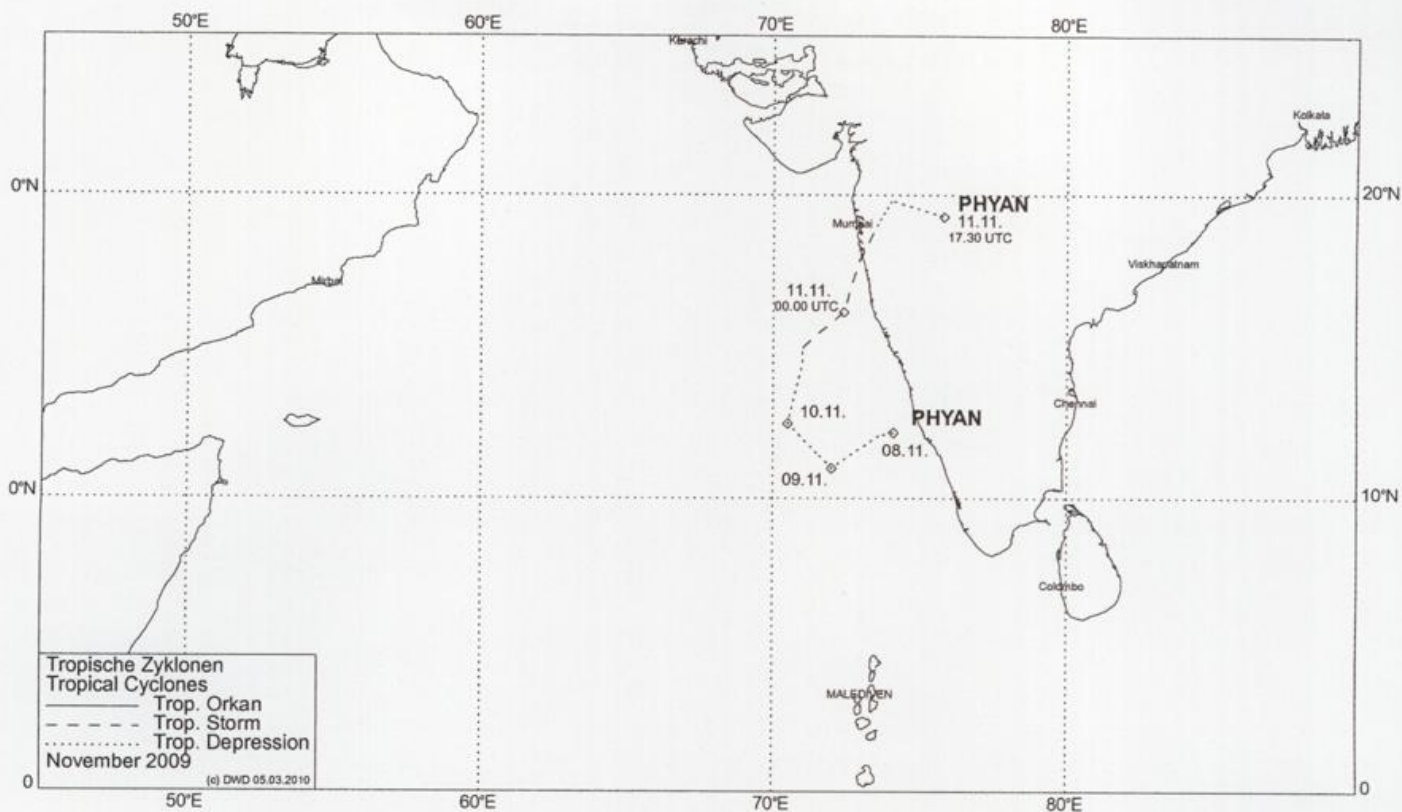 50°E 60°E 70°E 80°E
Karachi
Kolkata
0°N 20°N
PHYAN
11.11.
17.30 UTC
Mumbai
Viskhapatnam
Mirbat
11.11.
00.00 UTC
10.11.
PHYAN
08.11.
09.11.
Chennai
0°N 10°N
Colombo
MALEDIVEN
Tropische Zyklonen
Tropical Cyclones
Trop. Orkan
Trop. Storm
Trop. Depression
November 2009
(c) DWD 05.03.2010
0 0
50°E 60°E 70°E 80°E